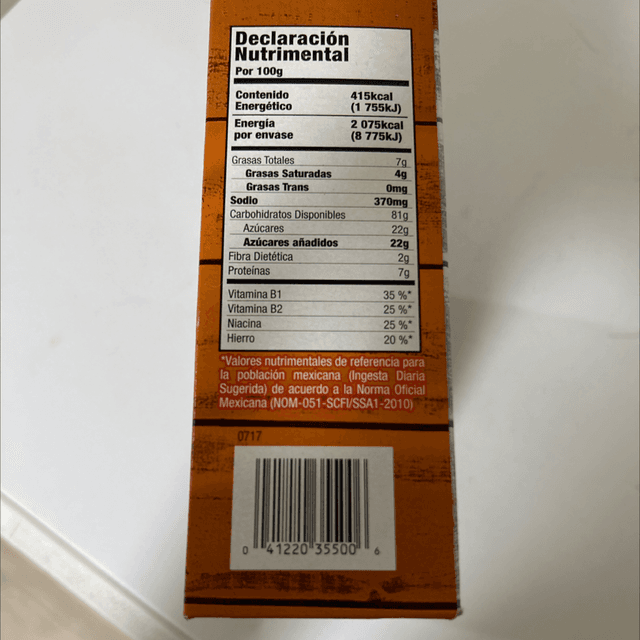 Declaración
Nutrimental
Por 100g
Contenido Energético 415kcal (1 755kJ)
Energía por envase 2 075kcal (8 775kJ)
Grasas Totales 7g
Grasas Saturadas 4g
Grasas Trans 0mg
Sodio 370mg
Carbohidratos Disponibles 81g
Azúcares 22g
Azúcares añadidos 22g
Fibra Dietética 2g
Proteínas 7g
Vitamina B1 35 %*
Vitamina B2 25 %*
Niacina 25 %*
Hierro 20 %*
*Valores nutrimentales de referencia para
la población mexicana (Ingesta Diaria
Sugerida) de acuerdo a la Norma Oficial
Mexicana (NOM-051-SCFI/SSA1-2010)
0717
0 41220 35500 6